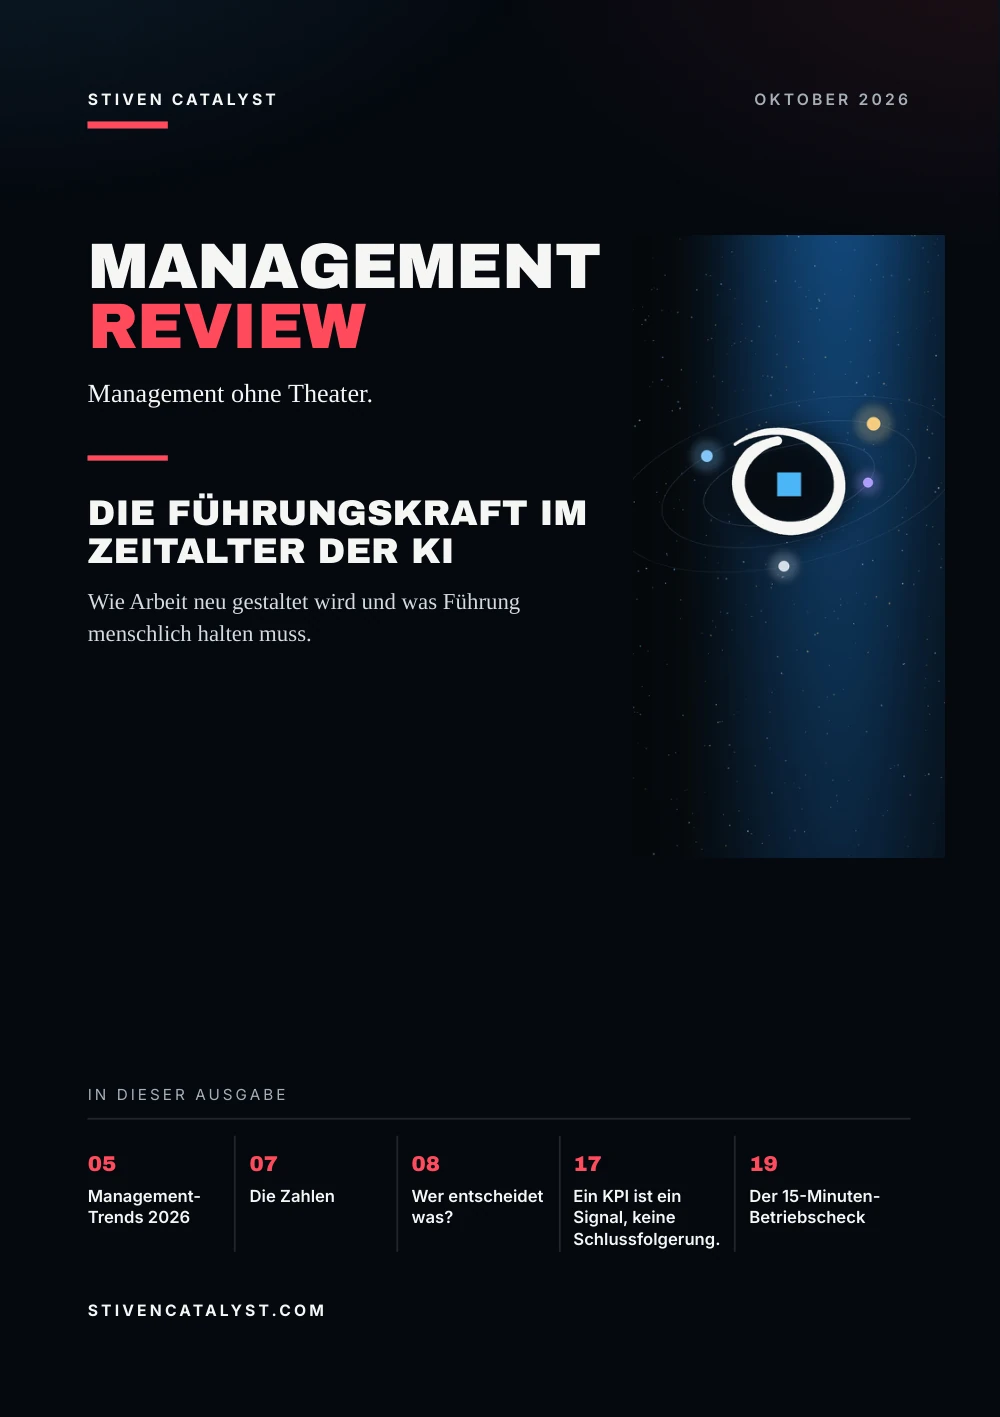 STIVEN CATALYST
OKTOBER 2026
MANAGEMENT
REVIEW
Management ohne Theater.
DIE FÜHRUNGSKRAFT IM
ZEITALTER DER KI
Wie Arbeit neu gestaltet wird und was Führung
menschlich halten muss.
IN DIESER AUSGABE
05
Management-
Trends 2026
07
Die Zahlen
08
Wer entscheidet
was?
17
Ein KPI ist ein
Signal, keine
Schlussfolgerung.
19
Der 15-Minuten-
Betriebscheck
STIVENCATALYST.COM